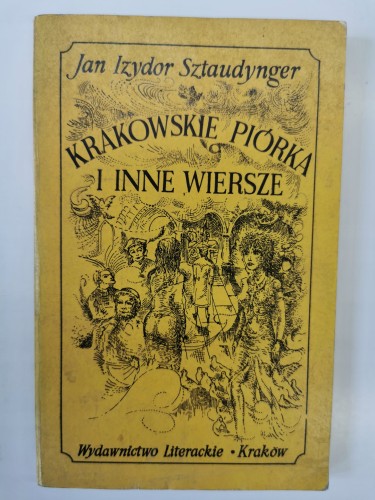 Jan Izydor Sztaudynger
KRAKOWSKIE PIÓRKA
I INNE WIERSZE
Wydawnictwo Literackie • Kraków